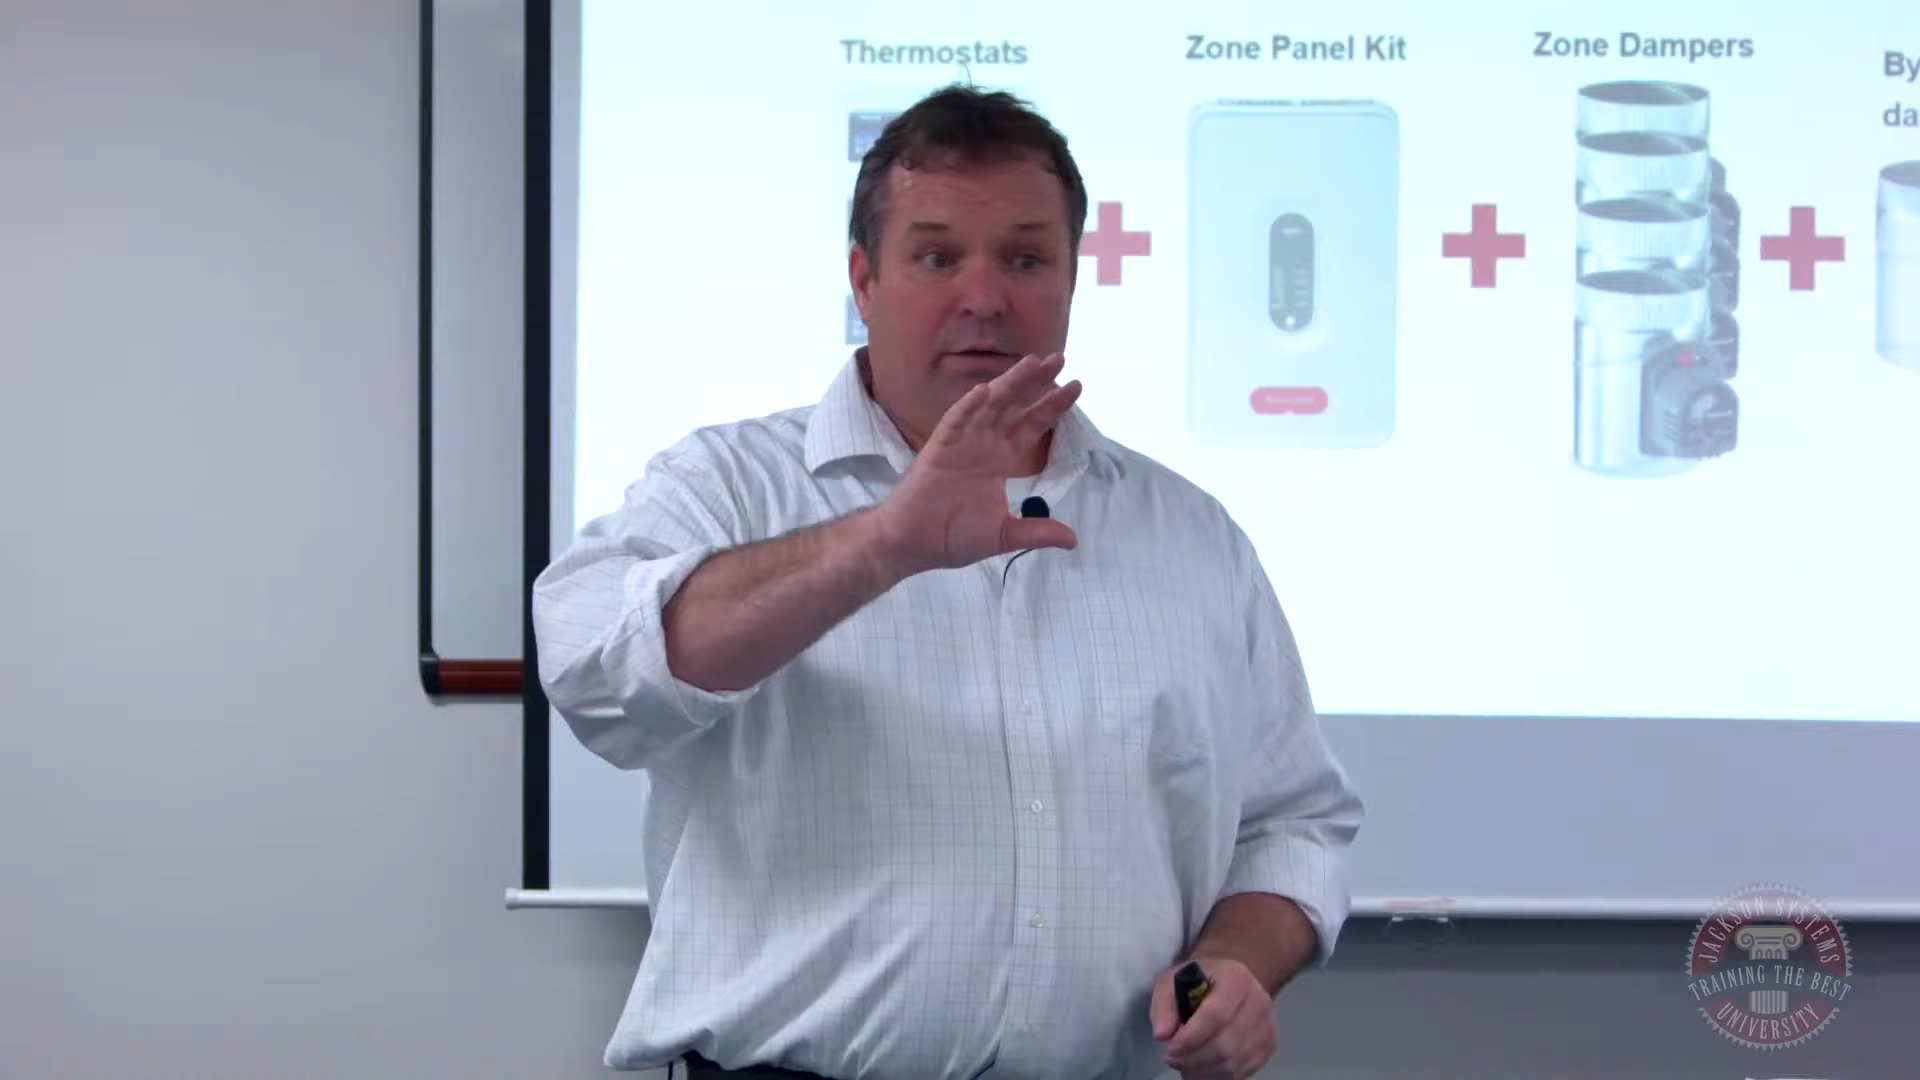 Thermostats
Zone Panel Kit
Zone Dampers
By
da
JACKSON SYSTEMS
TRAINING THE BEST
UNIVERSITY